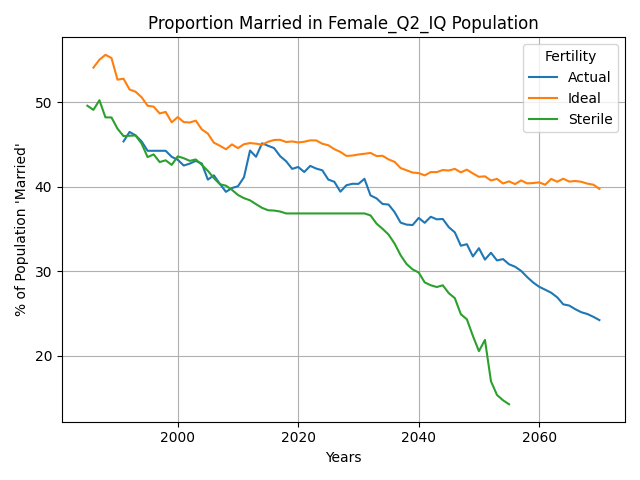 Proportion Married in Female_Q2_IQ Population
Fertility
Actual
Ideal
Sterile
% of Population 'Married'
50
40
30
20
2000
2020
2040
2060
Years